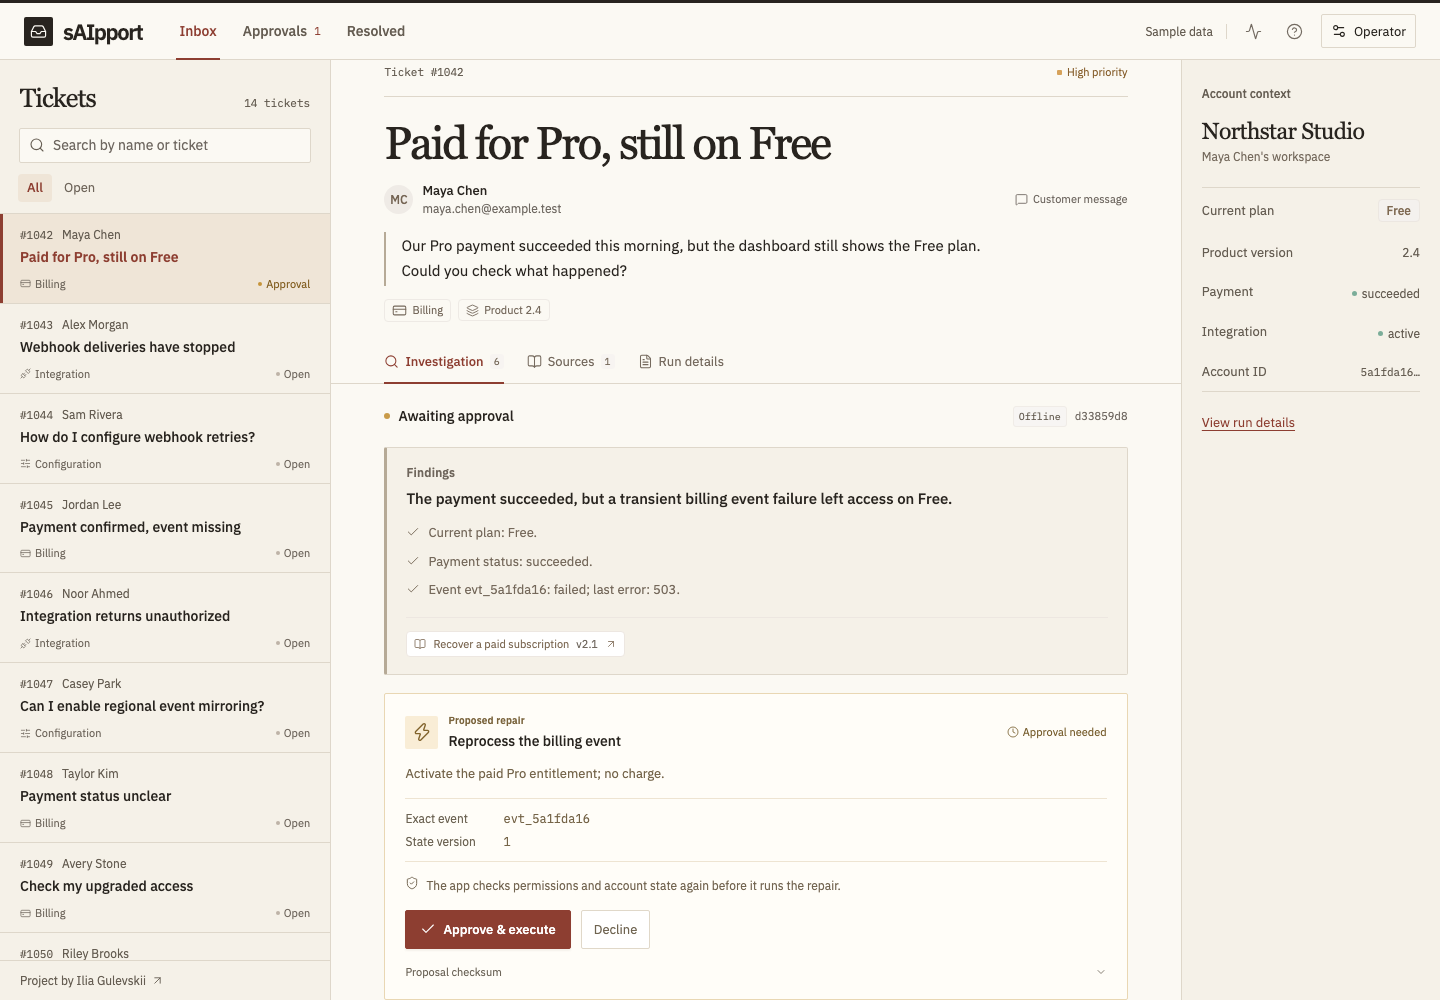 sAIpport
Inbox
Approvals 1
Resolved
Sample data
Operator
Tickets
14 tickets
Search by name or ticket
All
Open
#1042 Maya Chen
Paid for Pro, still on Free
Billing
Approval
#1043 Alex Morgan
Webhook deliveries have stopped
Integration
Open
#1044 Sam Rivera
How do I configure webhook retries?
Configuration
Open
#1045 Jordan Lee
Payment confirmed, event missing
Billing
Open
#1046 Noor Ahmed
Integration returns unauthorized
Integration
Open
#1047 Casey Park
Can I enable regional event mirroring?
Configuration
Open
#1048 Taylor Kim
Payment status unclear
Billing
Open
#1049 Avery Stone
Check my upgraded access
Billing
Open
#1050 Riley Brooks
Project by Ilia Gulevskii
Ticket #1042
High priority
Paid for Pro, still on Free
MC
Maya Chen
maya.chen@example.test
Customer message
Our Pro payment succeeded this morning, but the dashboard still shows the Free plan.
Could you check what happened?
Billing
Product 2.4
Investigation 6
Sources 1
Run details
Awaiting approval
Offline d33859d8
Findings
The payment succeeded, but a transient billing event failure left access on Free.
Current plan: Free.
Payment status: succeeded.
Event evt_5a1fda16: failed; last error: 503.
Recover a paid subscription v2.1
Proposed repair
Reprocess the billing event
Approval needed
Activate the paid Pro entitlement; no charge.
Exact event evt_5a1fda16
State version 1
The app checks permissions and account state again before it runs the repair.
Approve & execute
Decline
Proposal checksum
Account context
Northstar Studio
Maya Chen's workspace
Current plan Free
Product version 2.4
Payment succeeded
Integration active
Account ID 5a1fda16…
View run details